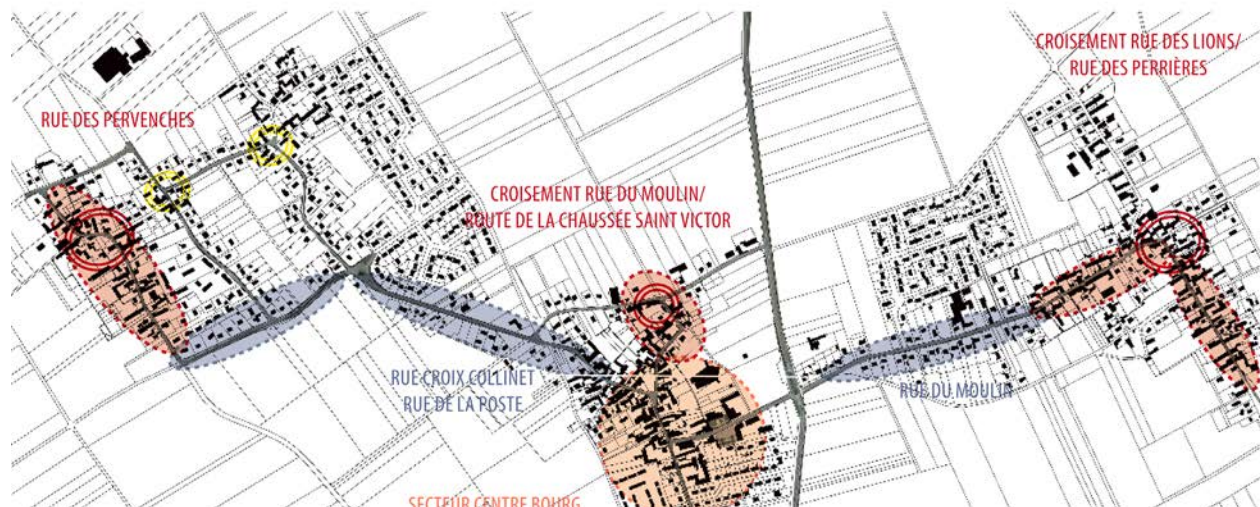 CROISEMENT RUE DES LIONS/
RUE DES PERRIÈRES
RUE DES PERVENCHES
CROISEMENT RUE DU MOULIN/
ROUTE DE LA CHAUSSÉE SAINT VICTOR
RUE CROIX COLLINET
RUE DE LA POSTE
RUE DU MOULIN
SECTEUR CENTRE BOURG